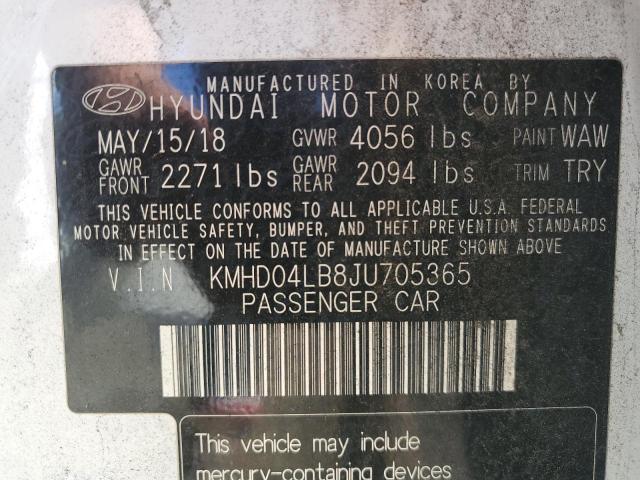 MANUFACTURED IN KOREA BY
HYUNDAI MOTOR COMPANY
MAY/15/18 GVWR 4056 lbs PAINT WAW
GAWR FRONT 2271 lbs GAWR REAR 2094 lbs TRIM TRY
THIS VEHICLE CONFORMS TO ALL APPLICABLE U.S.A. FEDERAL
MOTOR VEHICLE SAFETY, BUMPER, AND THEFT PREVENTION STANDARDS
IN EFFECT ON THE DATE OF MANUFACTURE SHOWN ABOVE
V.I.N KMHD04LB8JU705365
PASSENGER CAR
This vehicle may include
mercury-containing devices